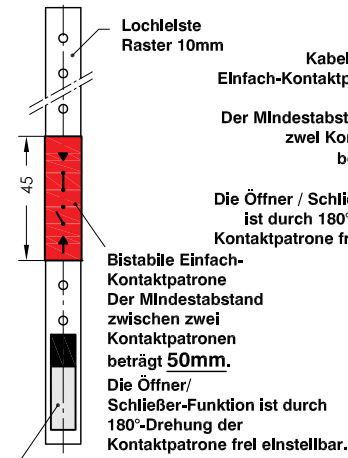 Lochleiste
Raster 10mm
Kabel
Einfach-Kontaktp
Der Mindestabst
zwei Kon
be
Die Öffner / Schlie
ist durch 180°
Kontaktpatrone fr
45
Bistabile Einfach-
Kontaktpatrone
Der Mindestabstand
zwischen zwei
Kontaktpatronen
beträgt 50mm.
Die Öffner/
Schließer-Funktion ist durch
180°-Drehung der
Kontaktpatrone frei einstellbar.